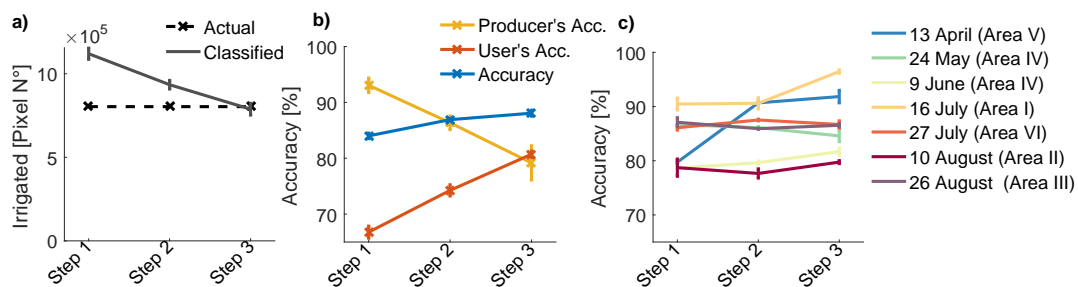 a)
× 10⁵
Actual
Classified
10
5
0
Irrigated [Pixel N°]
Step 1
Step 2
Step 3
b)
Producer's Acc.
User's Acc.
Accuracy
100
90
80
70
Accuracy [%]
Step 1
Step 2
Step 3
c)
100
90
80
70
Accuracy [%]
Step 1
Step 2
Step 3
13 April (Area V)
24 May (Area IV)
9 June (Area IV)
16 July (Area I)
27 July (Area VI)
10 August (Area II)
26 August (Area III)